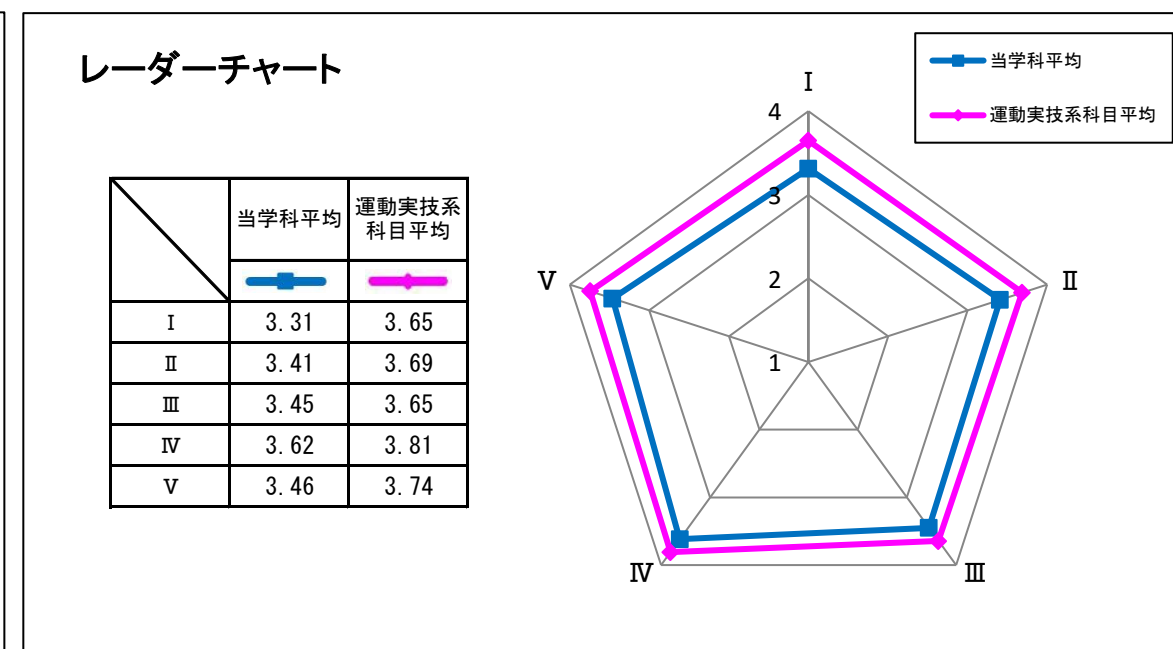 レーダーチャート
当学科平均
運動実技系科目平均
当学科平均 運動実技系
科目平均
Ⅰ 3.31 3.65
Ⅱ 3.41 3.69
Ⅲ 3.45 3.65
Ⅳ 3.62 3.81
Ⅴ 3.46 3.74
Ⅰ
4
3
2
1
Ⅴ
Ⅱ
Ⅳ
Ⅲ